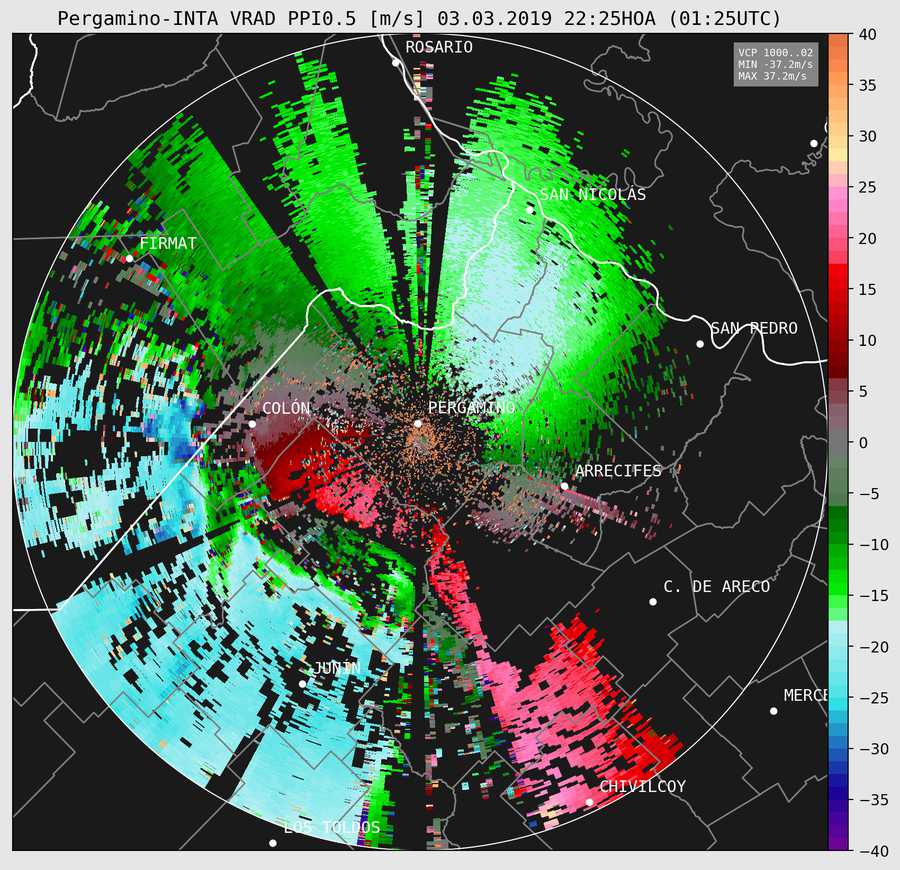 Pergamino-INTA VRAD PPI0.5 [m/s] 03.03.2019 22:25HOA (01:25UTC)
VCP 1000..02
MIN -37.2m/s
MAX 37.2m/s
ROSARIO
SAN NICOLÁS
FIRMAT
SAN PEDRO
COLÓN
PERGAMINO
ARRECIFES
C. DE ARECO
JUNÍN
MERCE
CHIVILCOY
LOS TOLDOS
40
35
30
25
20
15
10
5
0
−5
−10
−15
−20
−25
−30
−35
−40